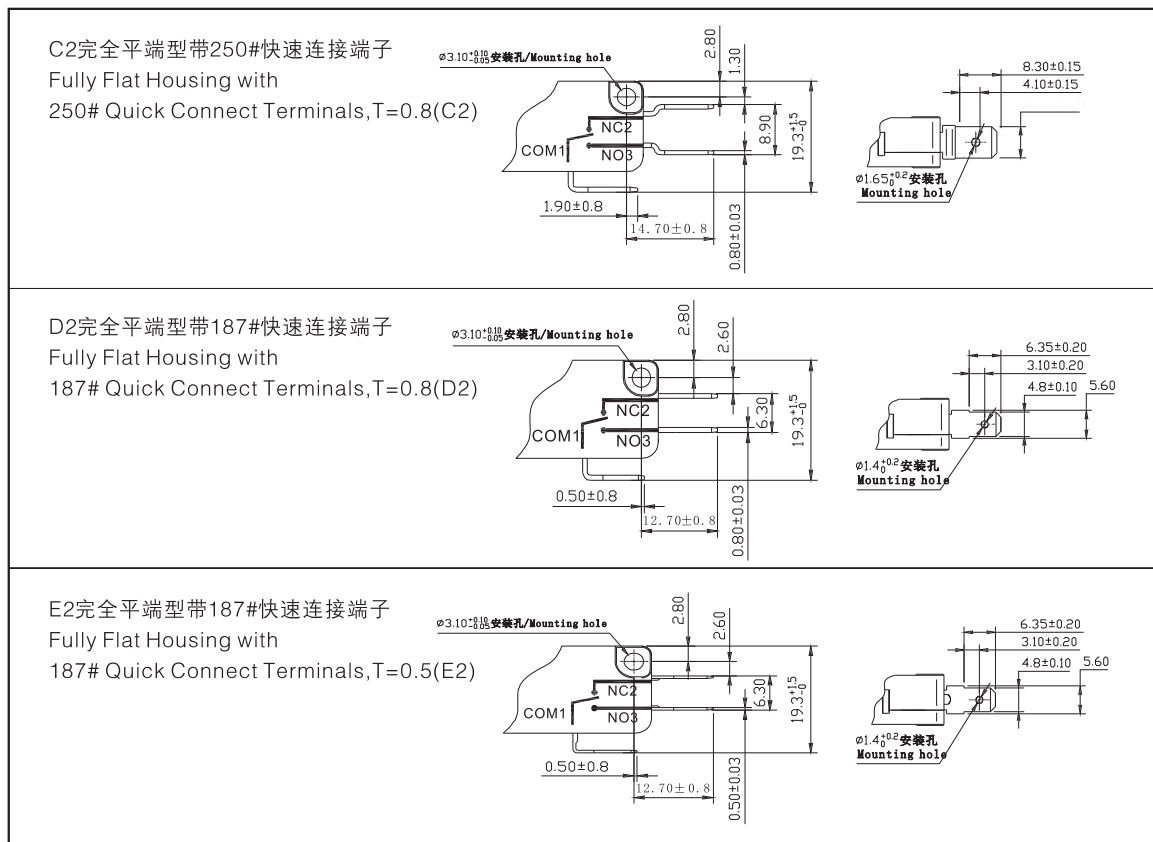 C2完全平端型带250#快速连接端子
Fully Flat Housing with
250# Quick Connect Terminals,T=0.8(C2)
ø3.10+0.10-0.05安装孔/Mounting hole
2.80
1.30
8.90
19.3+1.5-0
NC2
COM1
NO3
1.90±0.8
14.70±0.8
0.80±0.03
8.30±0.15
4.10±0.15
ø1.65+0.2 0安装孔
Mounting hole
D2完全平端型带187#快速连接端子
Fully Flat Housing with
187# Quick Connect Terminals,T=0.8(D2)
ø3.10+0.10-0.05安装孔/Mounting hole
2.80
2.60
6.30
19.3+1.5-0
NC2
COM1
NO3
0.50±0.8
12.70±0.8
0.80±0.03
6.35±0.20
3.10±0.20
4.8±0.10
5.60
ø1.4+0.2 0安装孔
Mounting hole
E2完全平端型带187#快速连接端子
Fully Flat Housing with
187# Quick Connect Terminals,T=0.5(E2)
ø3.10+0.10-0.05安装孔/Mounting hole
2.80
2.60
6.30
19.3+1.5-0
NC2
COM1
NO3
0.50±0.8
12.70±0.8
0.50±0.03
6.35±0.20
3.10±0.20
4.8±0.10
5.60
ø1.4+0.2 0安装孔
Mounting hole